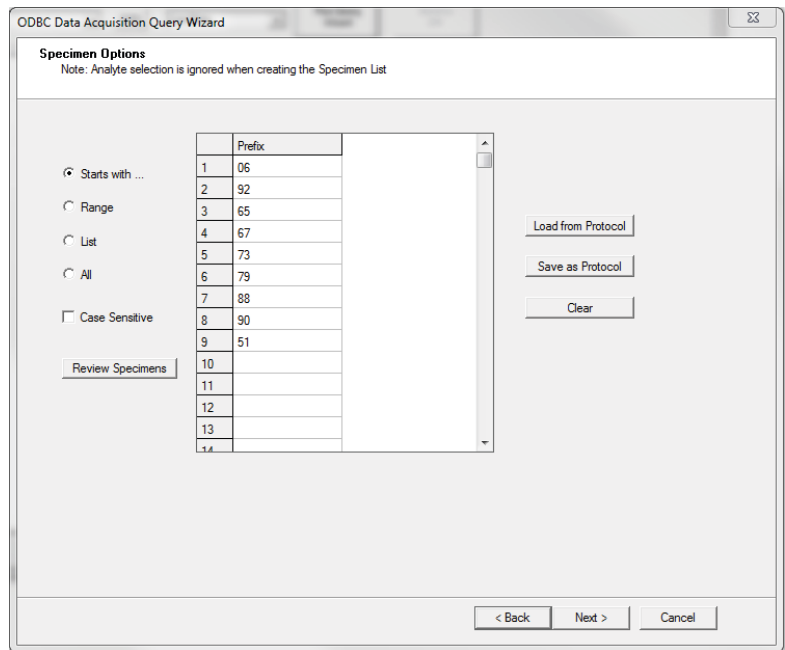 ODBC Data Acquisition Query Wizard
Specimen Options
Note: Analyte selection is ignored when creating the Specimen List
Starts with ...
Range
List
All
Case Sensitive
Review Specimens
Prefix
1 06
2 92
3 65
4 67
5 73
6 79
7 88
8 90
9 51
10
11
12
13
14
Load from Protocol
Save as Protocol
Clear
< Back
Next >
Cancel